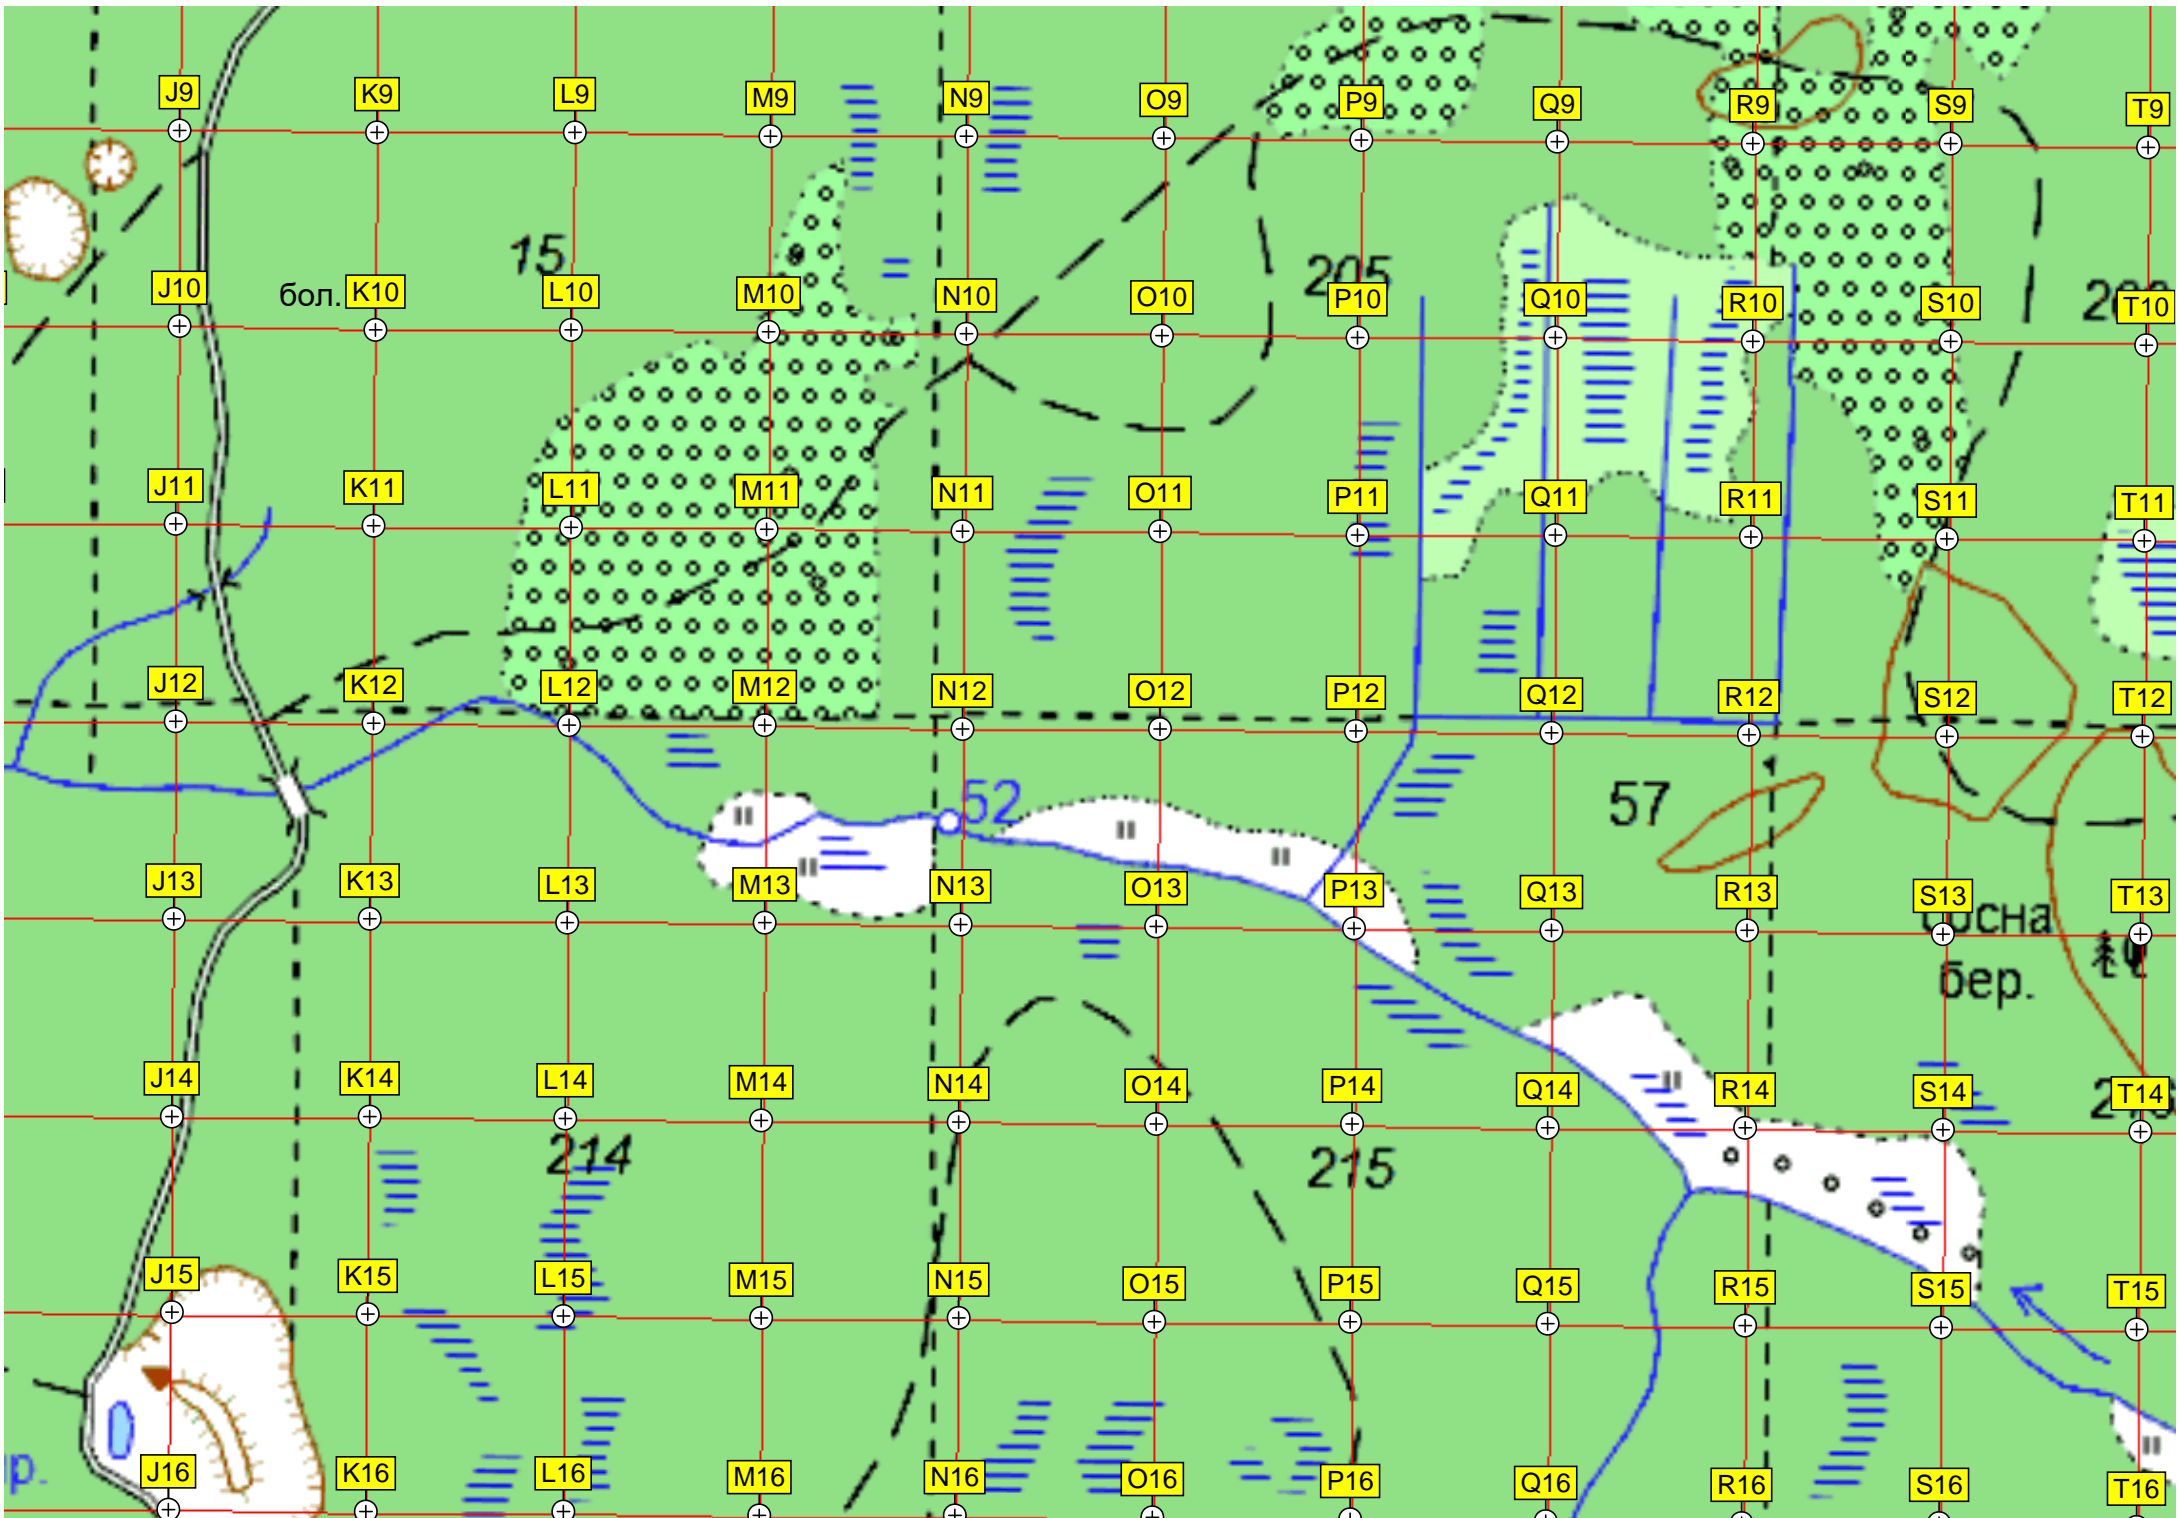 J9 K9 L9 M9 N9 O9 P9 Q9 R9 S9 T9
15 205
J10 бол. K10 L10 M10 N10 O10 P10 Q10 R10 S10 T10
J11 K11 L11 M11 N11 O11 P11 Q11 R11 S11 T11
J12 K12 L12 M12 N12 O12 P12 Q12 R12 S12 T12
52 57
J13 K13 L13 M13 N13 O13 P13 Q13 R13 S13 T13
сосна
бер.
J14 K14 L14 M14 N14 O14 P14 Q14 R14 S14 T14
214 215
J15 K15 L15 M15 N15 O15 P15 Q15 R15 S15 T15
J16 K16 L16 M16 N16 O16 P16 Q16 R16 S16 T16